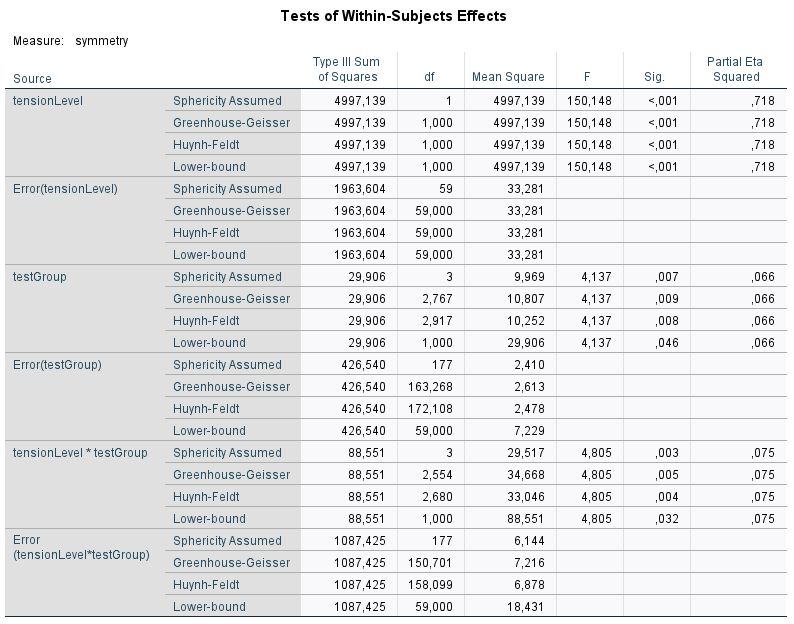 Tests of Within-Subjects Effects
Measure: symmetry
Source Type III Sum of Squares df Mean Square F Sig. Partial Eta Squared
tensionLevel Sphericity Assumed 4997,139 1 4997,139 150,148 <,001 ,718
Greenhouse-Geisser 4997,139 1,000 4997,139 150,148 <,001 ,718
Huynh-Feldt 4997,139 1,000 4997,139 150,148 <,001 ,718
Lower-bound 4997,139 1,000 4997,139 150,148 <,001 ,718
Error(tensionLevel) Sphericity Assumed 1963,604 59 33,281
Greenhouse-Geisser 1963,604 59,000 33,281
Huynh-Feldt 1963,604 59,000 33,281
Lower-bound 1963,604 59,000 33,281
testGroup Sphericity Assumed 29,906 3 9,969 4,137 ,007 ,066
Greenhouse-Geisser 29,906 2,767 10,807 4,137 ,009 ,066
Huynh-Feldt 29,906 2,917 10,252 4,137 ,008 ,066
Lower-bound 29,906 1,000 29,906 4,137 ,046 ,066
Error(testGroup) Sphericity Assumed 426,540 177 2,410
Greenhouse-Geisser 426,540 163,268 2,613
Huynh-Feldt 426,540 172,108 2,478
Lower-bound 426,540 59,000 7,229
tensionLevel * testGroup Sphericity Assumed 88,551 3 29,517 4,805 ,003 ,075
Greenhouse-Geisser 88,551 2,554 34,668 4,805 ,005 ,075
Huynh-Feldt 88,551 2,680 33,046 4,805 ,004 ,075
Lower-bound 88,551 1,000 88,551 4,805 ,032 ,075
Error (tensionLevel*testGroup) Sphericity Assumed 1087,425 177 6,144
Greenhouse-Geisser 1087,425 150,701 7,216
Huynh-Feldt 1087,425 158,099 6,878
Lower-bound 1087,425 59,000 18,431